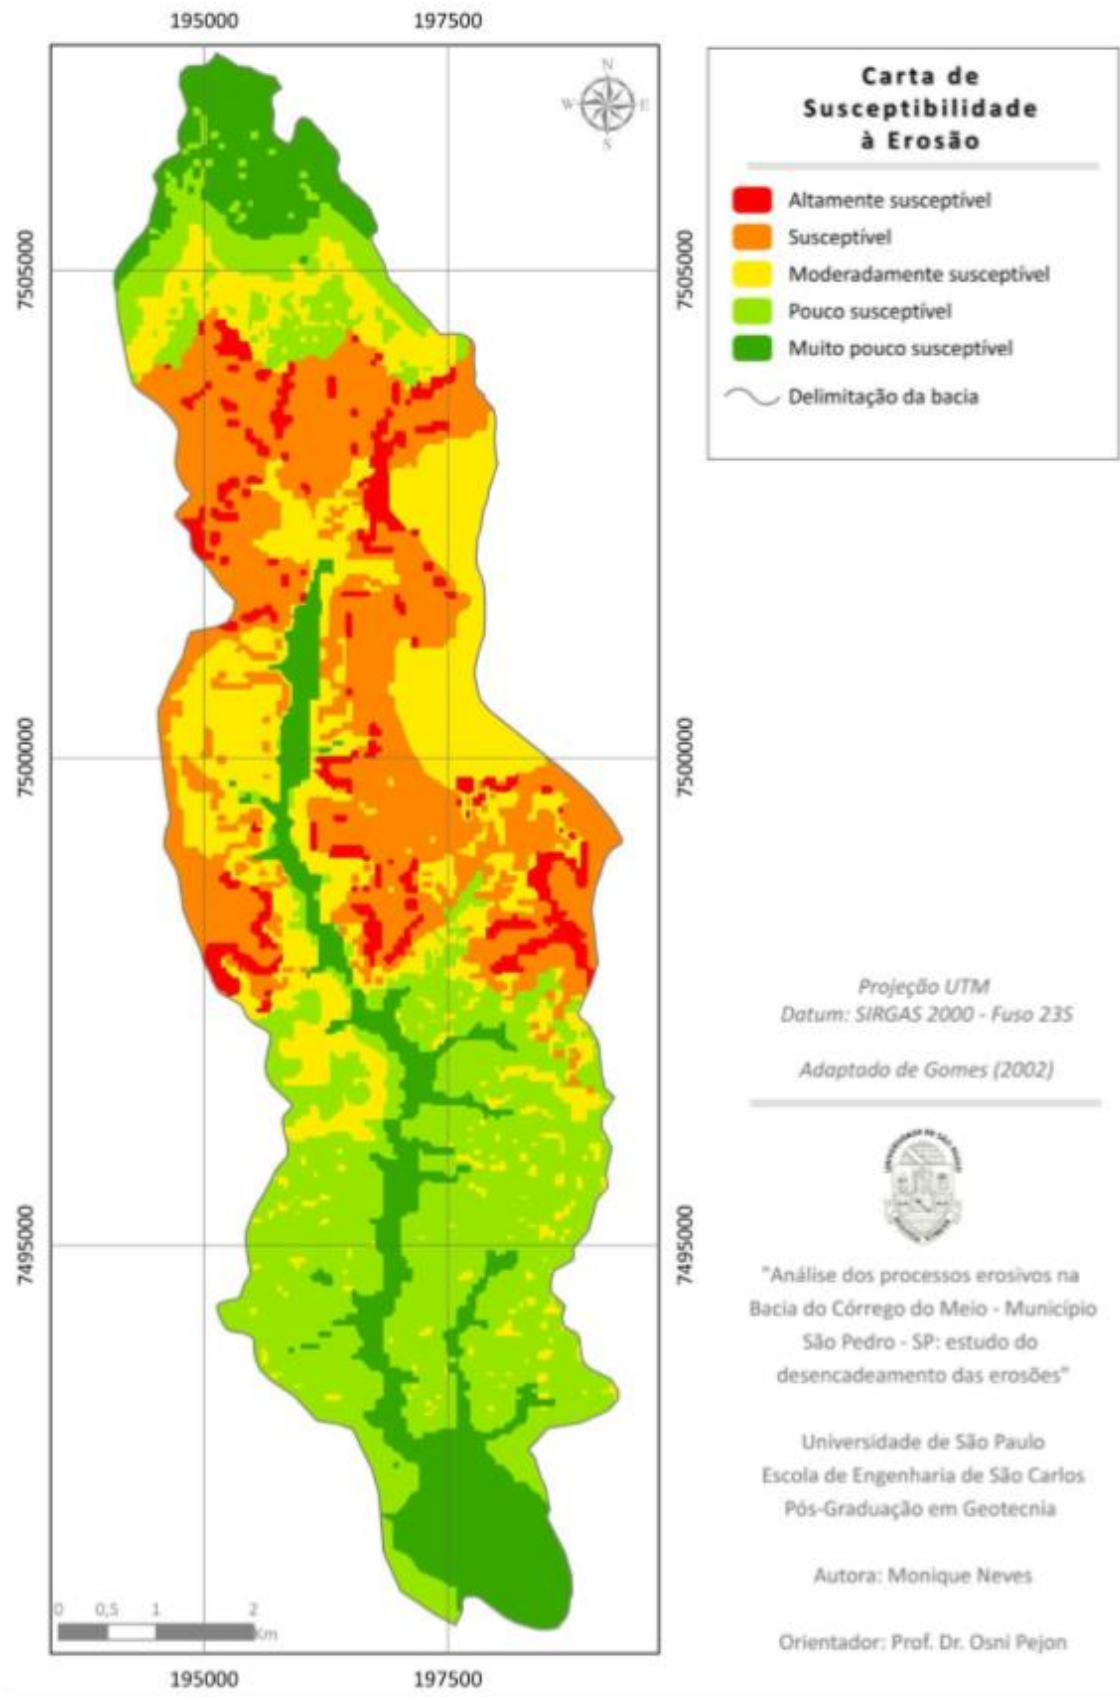 195000 197500
Carta de
Susceptibilidade
à Erosão
N
W E
S
Altamente susceptível
Susceptível
Moderadamente susceptível
Pouco susceptível
Muito pouco susceptível
Delimitação da bacia
7505000 7505000
7500000 7500000
7495000 7495000
Projeção UTM
Datum: SIRGAS 2000 - Fuso 23S
Adaptado de Gomes (2002)
UNIVERSIDADE DE SÃO PAULO
"Análise dos processos erosivos na
Bacia do Córrego do Meio - Município
São Pedro - SP: estudo do
desencadeamento das erosões"
Universidade de São Paulo
Escola de Engenharia de São Carlos
Pós-Graduação em Geotecnia
Autora: Monique Neves
Orientador: Prof. Dr. Osni Pejon
0 0,5 1 2
Km
195000 197500